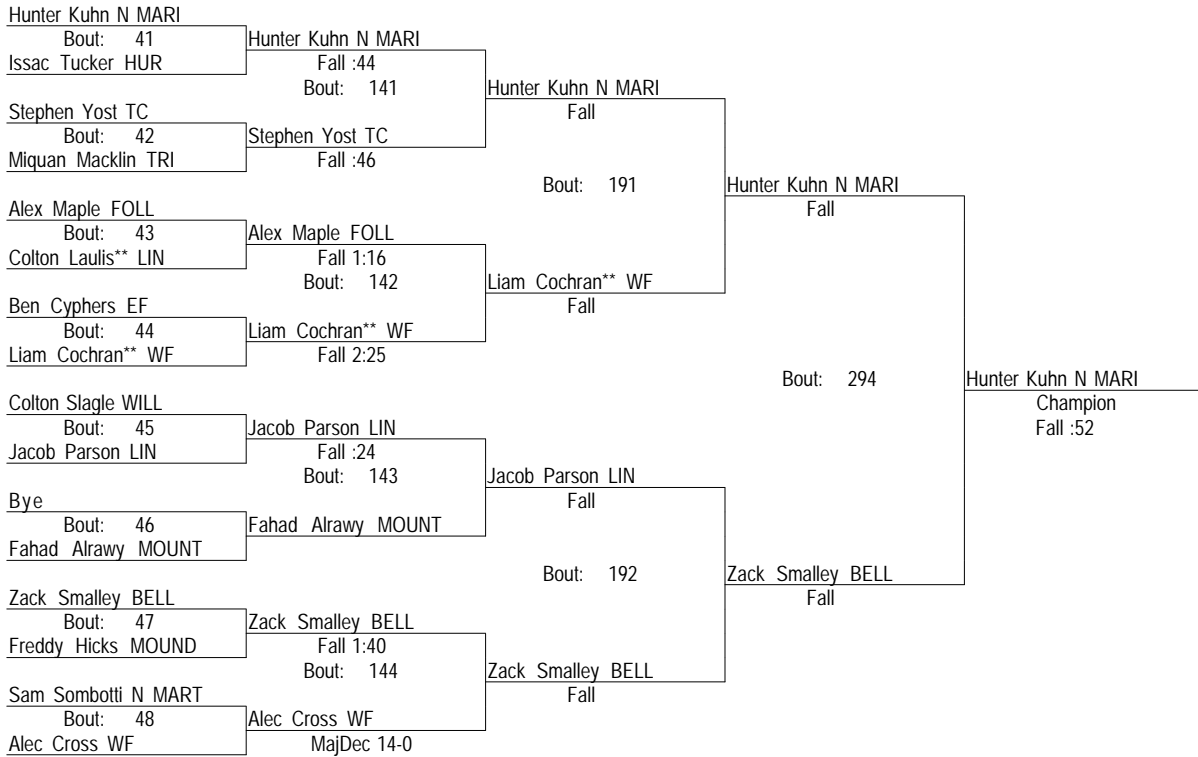 Hunter Kuhn N MARI
Bout: 41
Issac Tucker HUR
Hunter Kuhn N MARI
Fall :44
Bout: 141
Stephen Yost TC
Bout: 42
Miquan Macklin TRI
Stephen Yost TC
Fall :46
Hunter Kuhn N MARI
Fall
Bout: 191
Alex Maple FOLL
Bout: 43
Colton Laulis** LIN
Alex Maple FOLL
Fall 1:16
Bout: 142
Ben Cyphers EF
Bout: 44
Liam Cochran** WF
Liam Cochran** WF
Fall 2:25
Liam Cochran** WF
Fall
Hunter Kuhn N MARI
Fall
Bout: 294
Colton Slagle WILL
Bout: 45
Jacob Parson LIN
Jacob Parson LIN
Fall :24
Bout: 143
Bye
Bout: 46
Fahad Alrawy MOUNT
Fahad Alrawy MOUNT
Jacob Parson LIN
Fall
Bout: 192
Zack Smalley BELL
Bout: 47
Freddy Hicks MOUND
Zack Smalley BELL
Fall 1:40
Bout: 144
Sam Sombotti N MART
Bout: 48
Alec Cross WF
Alec Cross WF
MajDec 14-0
Zack Smalley BELL
Fall
Zack Smalley BELL
Fall
Hunter Kuhn N MARI
Champion
Fall :52